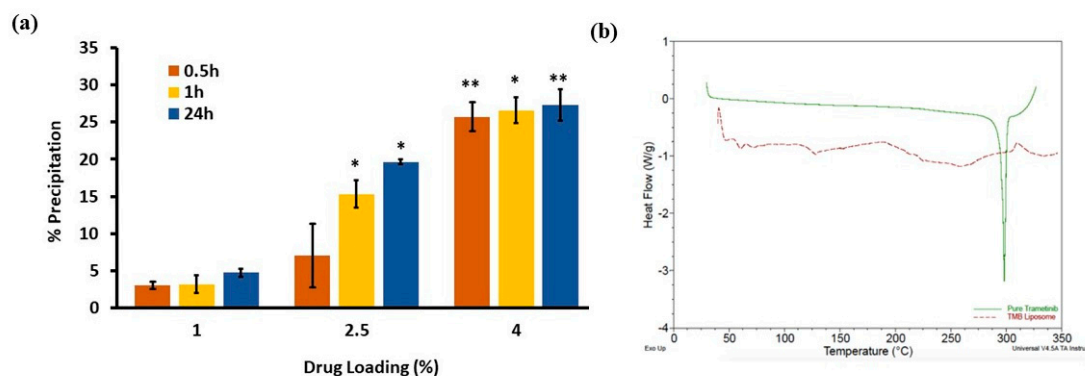 (a)
35
30
25
20
15
10
5
0
% Precipitation
0.5h
1h
24h
*
*
**
*
**
1
2.5
4
Drug Loading (%)
(b)
1
0
-1
-2
-3
-4
Heat Flow (W/g)
Pure Trametinib
TMB Liposome
0
50
100
150
200
250
300
350
Exo Up
Temperature (°C)
Universal V4.5A TA Instru